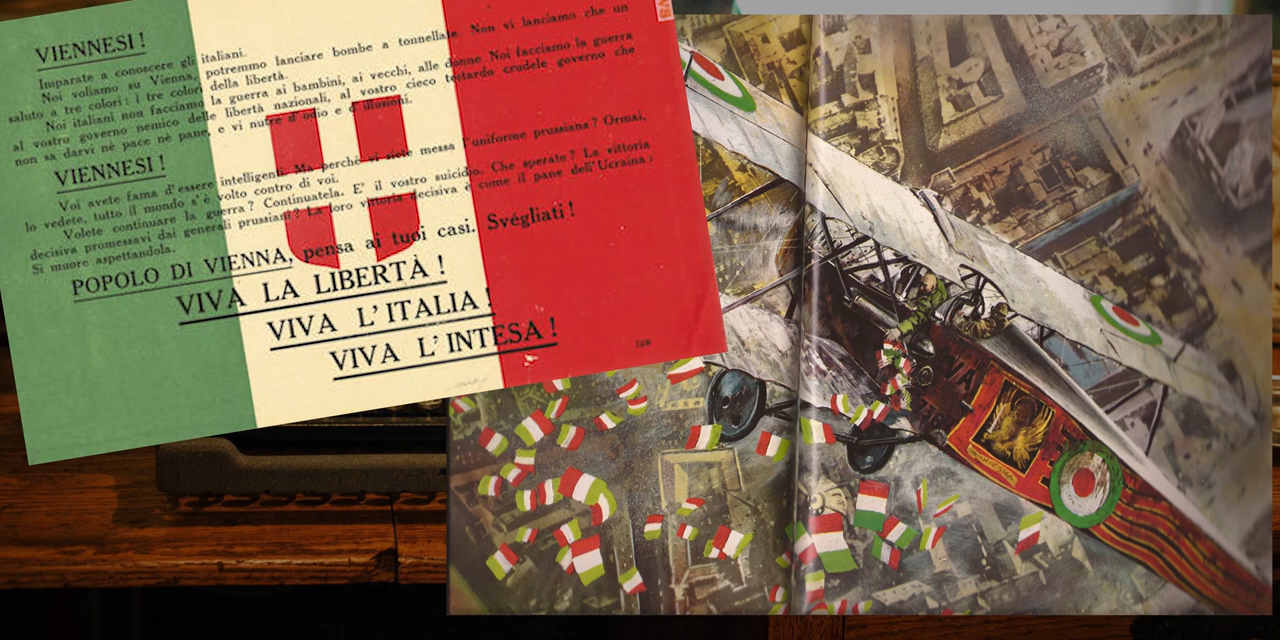 VIENNESI !
Imparate a conoscere gli italiani.
Noi voliamo su Vienna, potremmo lanciare bombe a tonnellate. Non vi lanciamo che un
saluto a tre colori: i tre colori della libertà.
Noi italiani non facciamo la guerra ai bambini, ai vecchi, alle donne. Noi facciamo la guerra
al vostro governo nemico delle libertà nazionali, al vostro cieco testardo crudele governo che
non sa darvi nè pace nè pane, e vi nutre d'odio e d'illusioni.
VIENNESI !
Voi avete fama d'essere intelligenti. Ma perchè vi siete messa l'uniforme prussiana? Ormai,
lo vedete, tutto il mondo s'è volto contro di voi.
Volete continuare la guerra? Continuatela. E' il vostro suicidio. Che sperate? La vittoria
decisiva promessavi dai generali prussiani? La loro vittoria decisiva è come il pane dell'Ucraina:
Si muore aspettandola.
POPOLO DI VIENNA, pensa ai tuoi casi. Svégliati !
VIVA LA LIBERTÀ !
VIVA L'ITALIA !
VIVA L'INTESA !